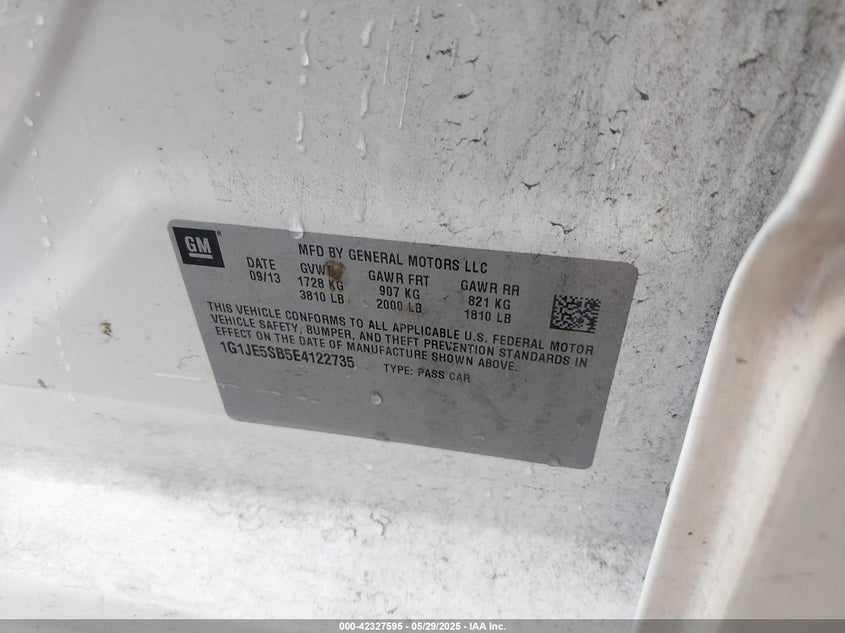 GM
MFD BY GENERAL MOTORS LLC
DATE GVWR GAWR FRT GAWR RR
09/13 1728 KG 907 KG 821 KG
3810 LB 2000 LB 1810 LB
THIS VEHICLE CONFORMS TO ALL APPLICABLE U.S. FEDERAL MOTOR
VEHICLE SAFETY, BUMPER, AND THEFT PREVENTION STANDARDS IN
EFFECT ON THE DATE OF MANUFACTURE SHOWN ABOVE.
1G1JE5SB5E4122735 TYPE: PASS CAR
000-42327595 - 05/29/2025 - IAA Inc.